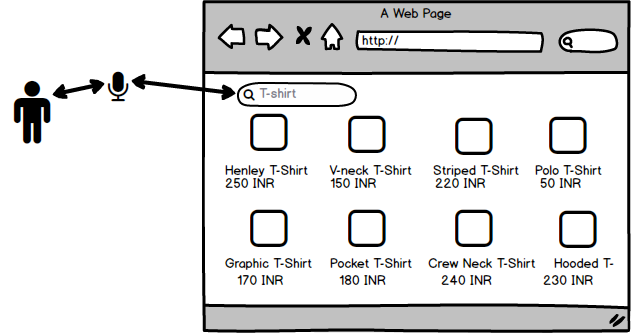 A Web Page
http://
T-shirt
Henley T-Shirt V-neck T-Shirt Striped T-Shirt Polo T-Shirt
250 INR 150 INR 220 INR 50 INR
Graphic T-Shirt Pocket T-Shirt Crew Neck T-Shirt Hooded T-
170 INR 180 INR 240 INR 230 INR